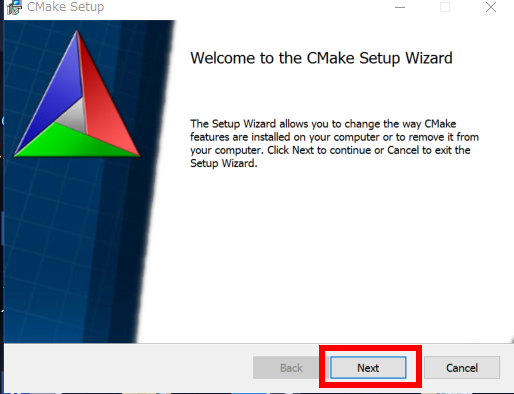 CMake Setup
Welcome to the CMake Setup Wizard
The Setup Wizard allows you to change the way CMake
features are installed on your computer or to remove it from
your computer. Click Next to continue or Cancel to exit the
Setup Wizard.
Back
Next
Cancel